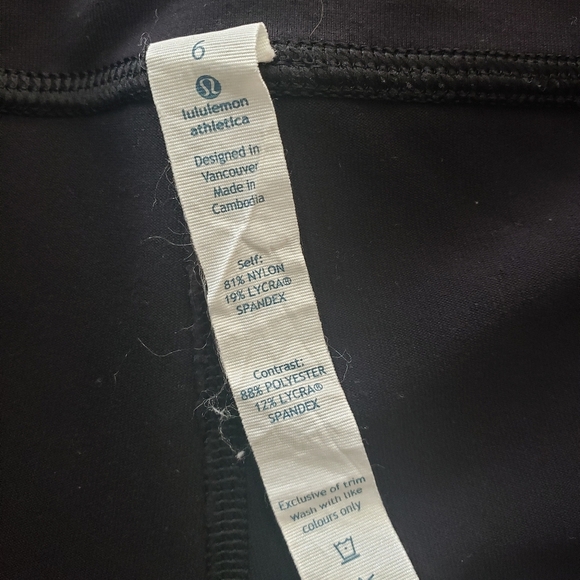 6
lululemon
athletica
Designed in
Vancouver
Made in
Cambodia
Self:
81% NYLON
19% LYCRA®
SPANDEX
Contrast:
88% POLYESTER
12% LYCRA®
SPANDEX
Exclusive of trim
Wash with like
colours only